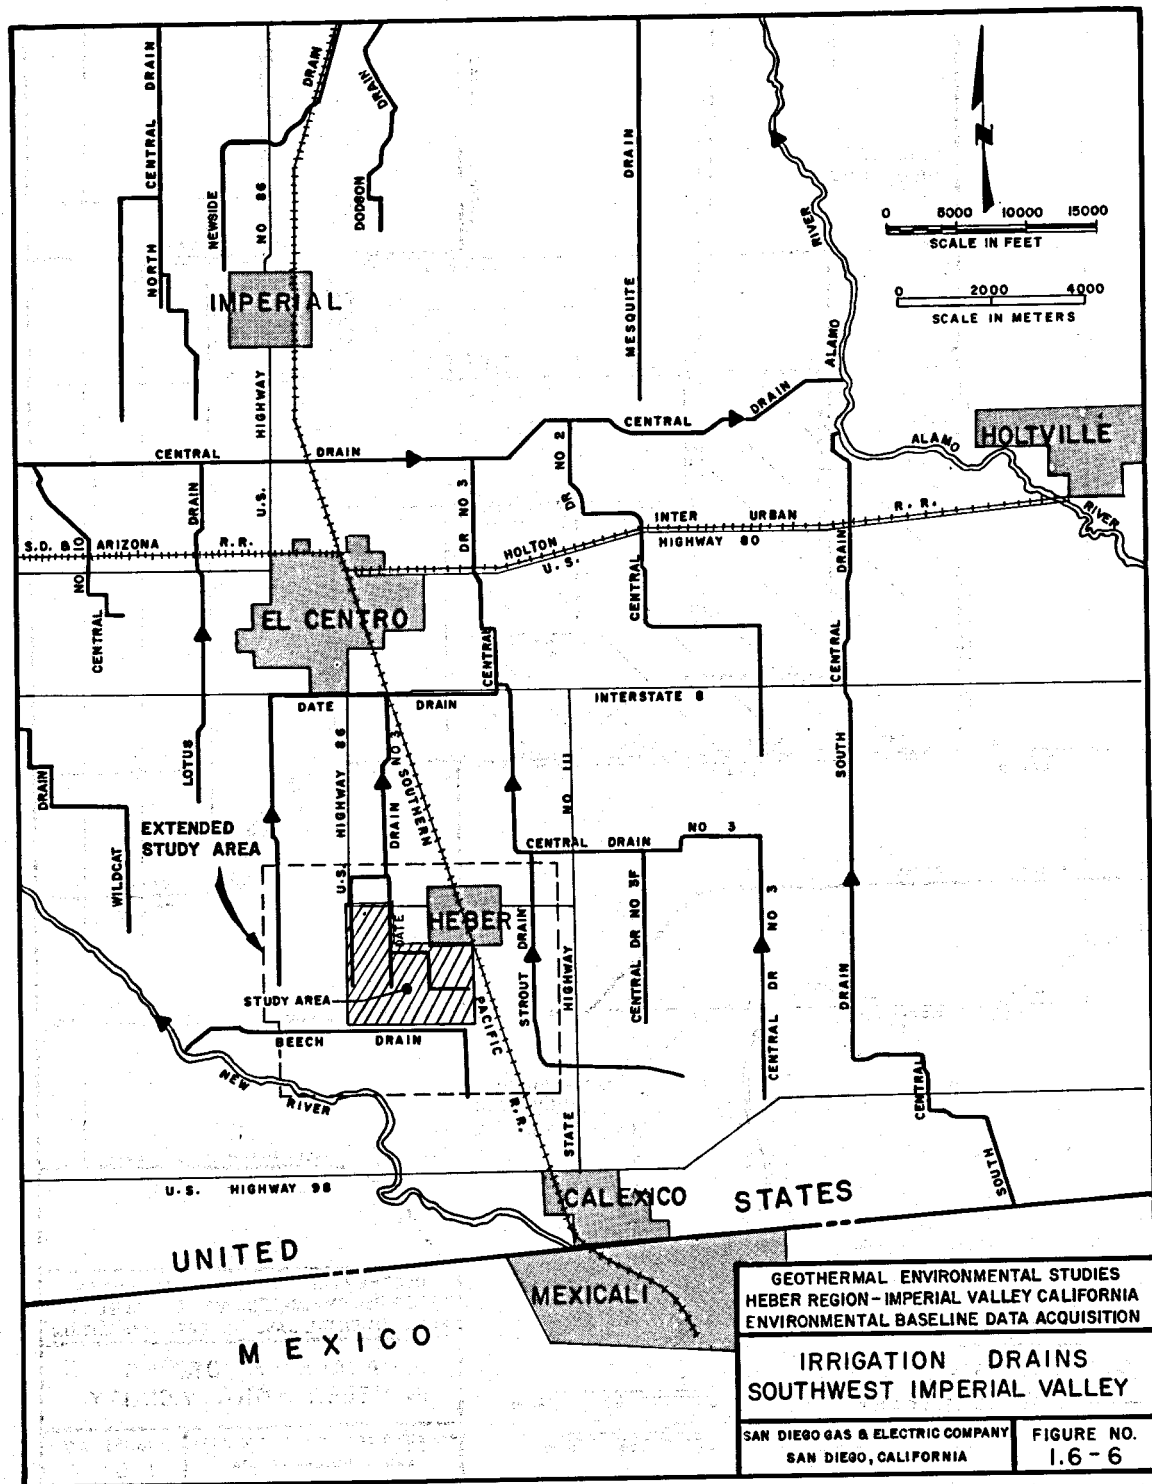 NORTH CENTRAL DRAIN
NEWSIDE DRAIN
NO 86
DODSON DRAIN
MESQUITE DRAIN
ALAMO RIVER
N
0 5000 10000 15000
SCALE IN FEET
0 2000 4000
SCALE IN METERS
IMPERIAL
U.S. HIGHWAY
CENTRAL DRAIN
CENTRAL DRAIN
HOLTVILLE
ALAMO RIVER
CENTRAL NO 10
LOTUS DRAIN
CENTRAL DR NO 3
CENTRAL DR NO 2
S.D. & ARIZONA R.R.
HOLTON INTER URBAN R.R.
U.S. HIGHWAY 80
EL CENTRO
SOUTH CENTRAL DRAIN
INTERSTATE 8
DATE DRAIN
WILDCAT DRAIN
U.S. HIGHWAY 86
DATE DRAIN NO 3
SOUTHERN PACIFIC R.R.
STATE HIGHWAY NO 111
CENTRAL DRAIN NO 3
EXTENDED
STUDY AREA
HEBER
STROUT DRAIN
CENTRAL DR NO 3F
CENTRAL DR NO 3
SOUTH CENTRAL DRAIN
STUDY AREA
BEECH DRAIN
NEW RIVER
U.S. HIGHWAY 98
CALEXICO
UNITED STATES
MEXICALI
MEXICO
GEOTHERMAL ENVIRONMENTAL STUDIES
HEBER REGION-IMPERIAL VALLEY CALIFORNIA
ENVIRONMENTAL BASELINE DATA ACQUISITION
IRRIGATION DRAINS
SOUTHWEST IMPERIAL VALLEY
SAN DIEGO GAS & ELECTRIC COMPANY
SAN DIEGO, CALIFORNIA
FIGURE NO.
1.6-6